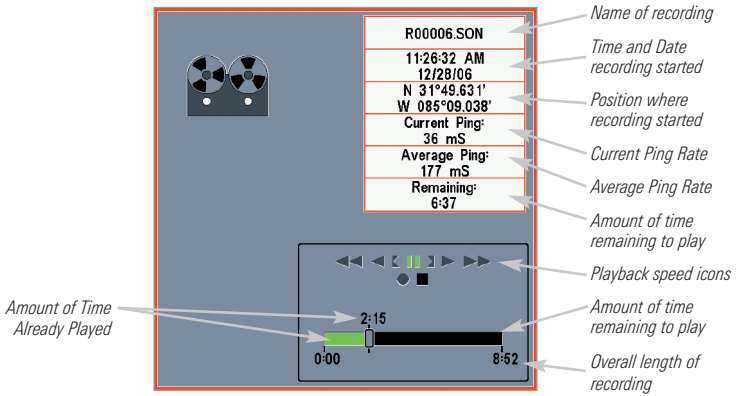 R00006.SON
11:26:32 AM
12/28/06
N 31°49.631'
W 085°09.038'
Current Ping:
36 mS
Average Ping:
177 mS
Remaining:
6:37
Name of recording
Time and Date
recording started
Position where
recording started
Current Ping Rate
Average Ping Rate
Amount of time
remaining to play
Playback speed icons
Amount of Time
Already Played
2:15
0:00
8:52
Amount of time
remaining to play
Overall length of
recording